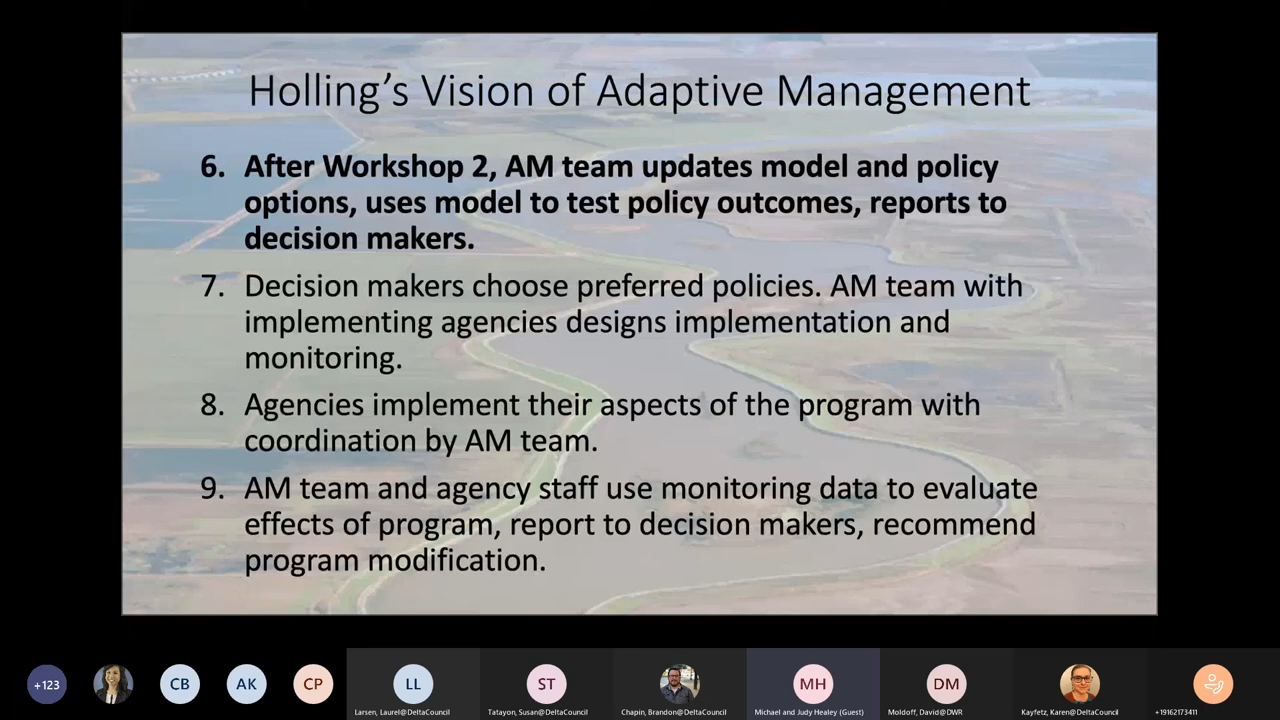 Holling's Vision of Adaptive Management
6. After Workshop 2, AM team updates model and policy
options, uses model to test policy outcomes, reports to
decision makers.
7. Decision makers choose preferred policies. AM team with
implementing agencies designs implementation and
monitoring.
8. Agencies implement their aspects of the program with
coordination by AM team.
9. AM team and agency staff use monitoring data to evaluate
effects of program, report to decision makers, recommend
program modification.
+123
CB
AK
CP
LL
ST
MH
DM
Larsen, Laurel@DeltaCouncil
Tatayon, Susan@DeltaCouncil
Chapin, Brandon@DeltaCouncil
Michael and Judy Healey (Guest)
Moldoff, David@DWR
Kayfetz, Karen@DeltaCouncil
+19162173411